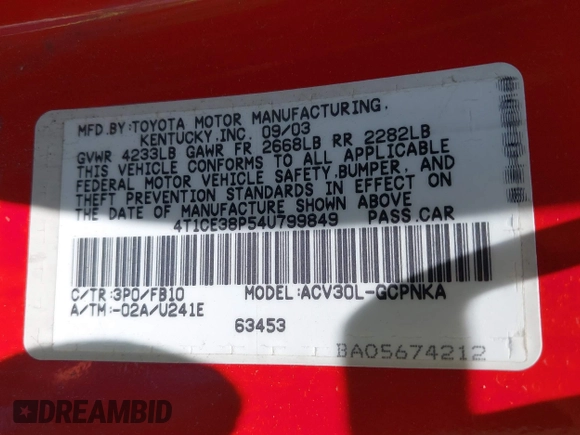 MFD.BY:TOYOTA MOTOR MANUFACTURING,
KENTUCKY.INC. 09/03
GVWR 4233LB GAWR FR 2668LB RR 2282LB
THIS VEHICLE CONFORMS TO ALL APPLICABLE
FEDERAL MOTOR VEHICLE SAFETY,BUMPER, AND
THEFT PREVENTION STANDARDS IN EFFECT ON
THE DATE OF MANUFACTURE SHOWN ABOVE
4T1CE38P54U799849 PASS.CAR
C/TR:3P0/FB10 MODEL:ACV30L-GCPNKA
A/TM:-02A/U241E
63453
BA05674212
DREAMBID